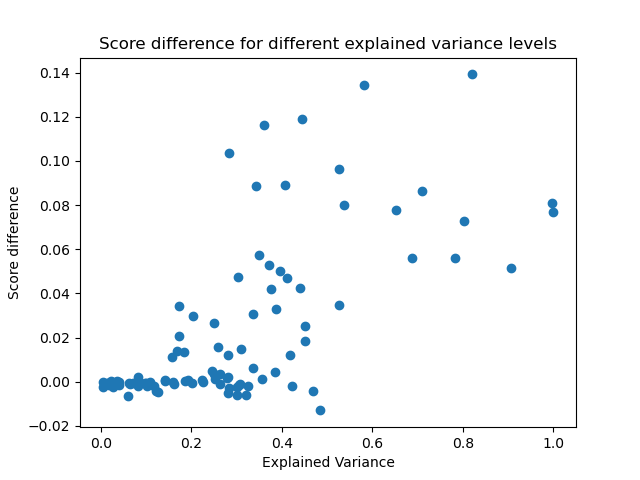 Score difference for different explained variance levels
0.14
0.12
0.10
0.08
0.06
0.04
0.02
0.00
−0.02
Score difference
0.0 0.2 0.4 0.6 0.8 1.0
Explained Variance